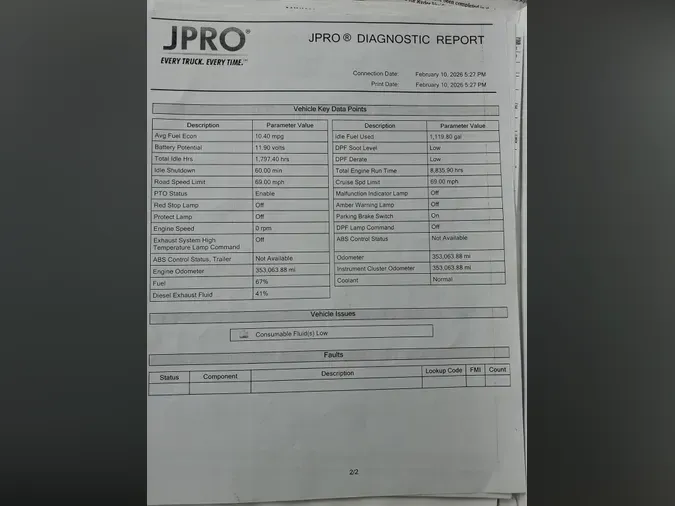 JPRO®
EVERY TRUCK. EVERY TIME.
JPRO® DIAGNOSTIC REPORT
Connection Date: February 10, 2026 5:27 PM
Print Date: February 10, 2026 5:27 PM
Vehicle Key Data Points
Description Parameter Value
Avg Fuel Econ 10.40 mpg
Battery Potential 11.90 volts
Total Idle Hrs 1,797.40 hrs
Idle Shutdown 60.00 min
Road Speed Limit 69.00 mph
PTO Status Enable
Red Stop Lamp Off
Protect Lamp Off
Engine Speed 0 rpm
Exhaust System High Off
Temperature Lamp Command
ABS Control Status, Trailer Not Available
Engine Odometer 353,063.88 mi
Fuel 67%
Diesel Exhaust Fluid 41%
Description Parameter Value
Idle Fuel Used 1,119.80 gal
DPF Soot Level Low
DPF Derate Low
Total Engine Run Time 8,835.90 hrs
Cruise Spd Limit 69.00 mph
Malfunction Indicator Lamp Off
Amber Warning Lamp Off
Parking Brake Switch On
DPF Lamp Command Off
ABS Control Status Not Available
Odometer 353,063.88 mi
Instrument Cluster Odometer 353,063.88 mi
Coolant Normal
Vehicle Issues
Consumable Fluid(s) Low
Faults
Status Component Description Lookup Code FMI Count
2/2